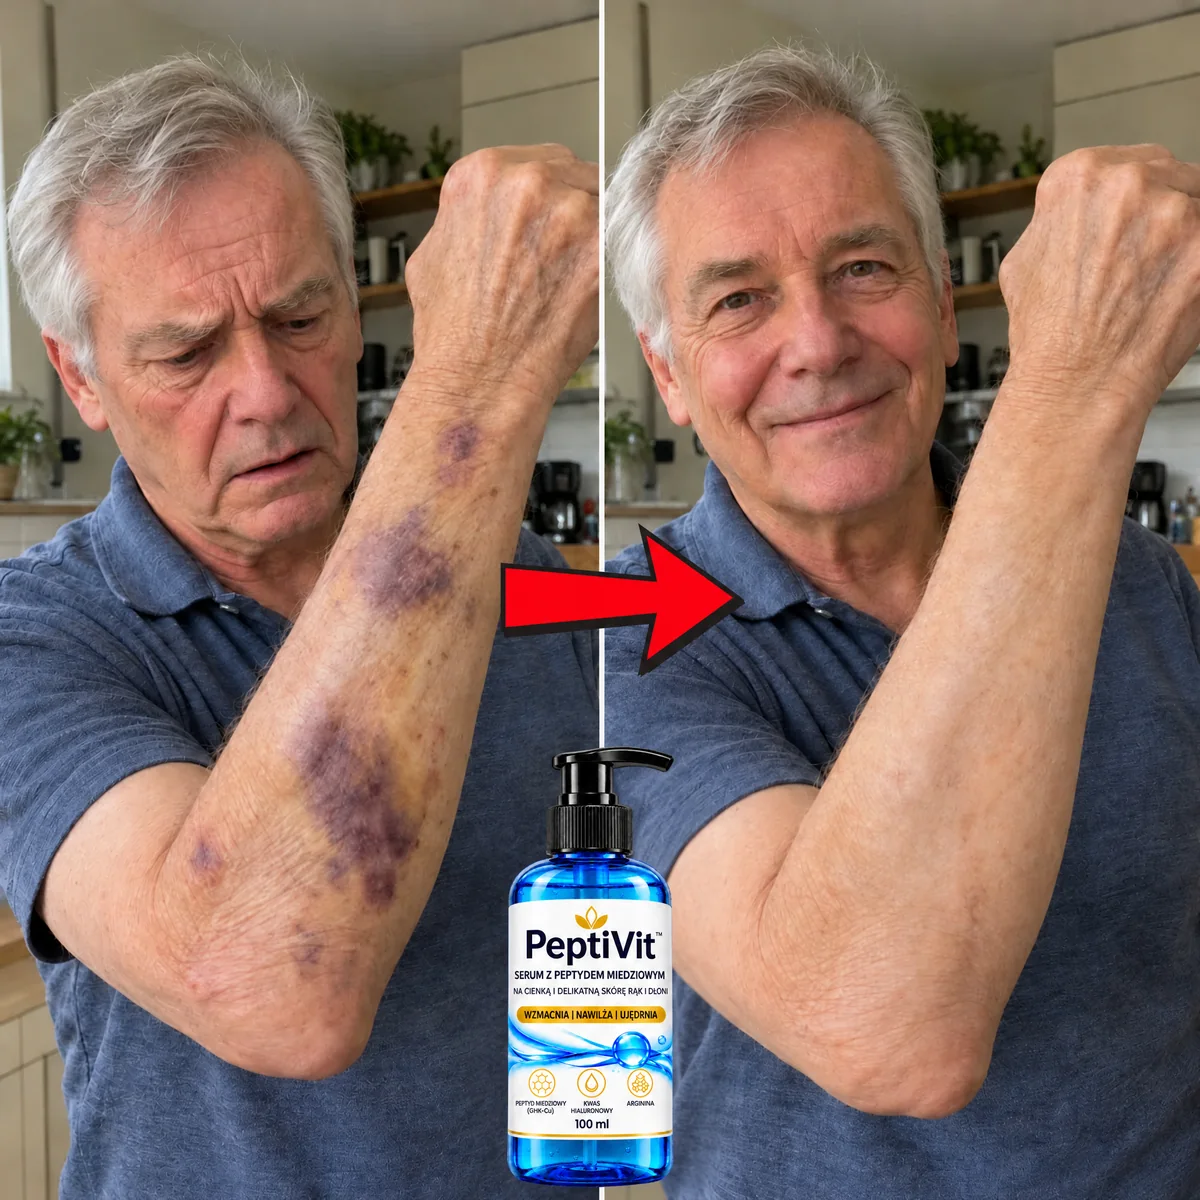 PeptiVit™
SERUM Z PEPTYDEM MIEDZIOWYM
NA CIENKĄ I DELIKATNĄ SKÓRĘ RĄK I DŁONI
WZMACNIA | NAWILŻA | UJĘDRNIA
PEPTYD MIEDZIOWY
(GHK-Cu)
KWAS
HIALURONOWY
ARGININA
100 ml